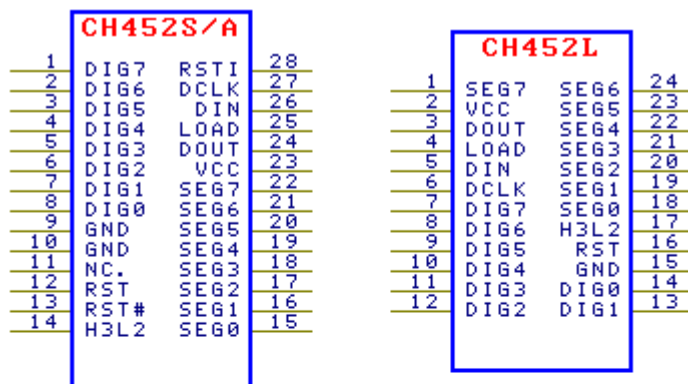 CH452S/A
1 DIG7 RSTI 28
2 DIG6 DCLK 27
3 DIG5 DIN 26
4 DIG4 LOAD 25
5 DIG3 DOUT 24
6 DIG2 VCC 23
7 DIG1 SEG7 22
8 DIG0 SEG6 21
9 GND SEG5 20
10 GND SEG4 19
11 NC. SEG3 18
12 RST SEG2 17
13 RST# SEG1 16
14 H3L2 SEG0 15
CH452L
1 SEG7 SEG6 24
2 VCC SEG5 23
3 DOUT SEG4 22
4 LOAD SEG3 21
5 DIN SEG2 20
6 DCLK SEG1 19
7 DIG7 SEG0 18
8 DIG6 H3L2 17
9 DIG5 RST 16
10 DIG4 GND 15
11 DIG3 DIG0 14
12 DIG2 DIG1 13